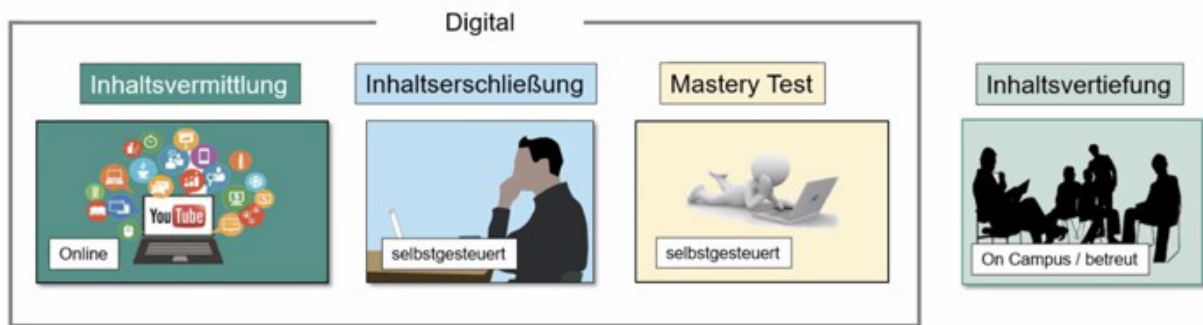 Digital
Inhaltsvermittlung
Inhaltserschließung
Mastery Test
Inhaltsvertiefung
YouTube
Online
selbstgesteuert
selbstgesteuert
On Campus / betreut